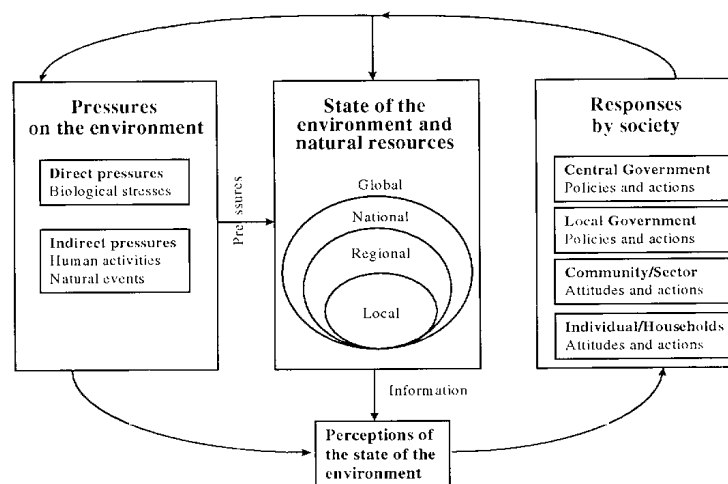 Pressures
on the environment
Direct pressures
Biological stresses
Indirect pressures
Human activities
Natural events
Pressures
State of the
environment and
natural resources
Global
National
Regional
Local
Information
Perceptions of
the state of the
environment
Responses
by society
Central Government
Policies and actions
Local Government
Policies and actions
Community/Sector
Attitudes and actions
Individual/Households
Attitudes and actions